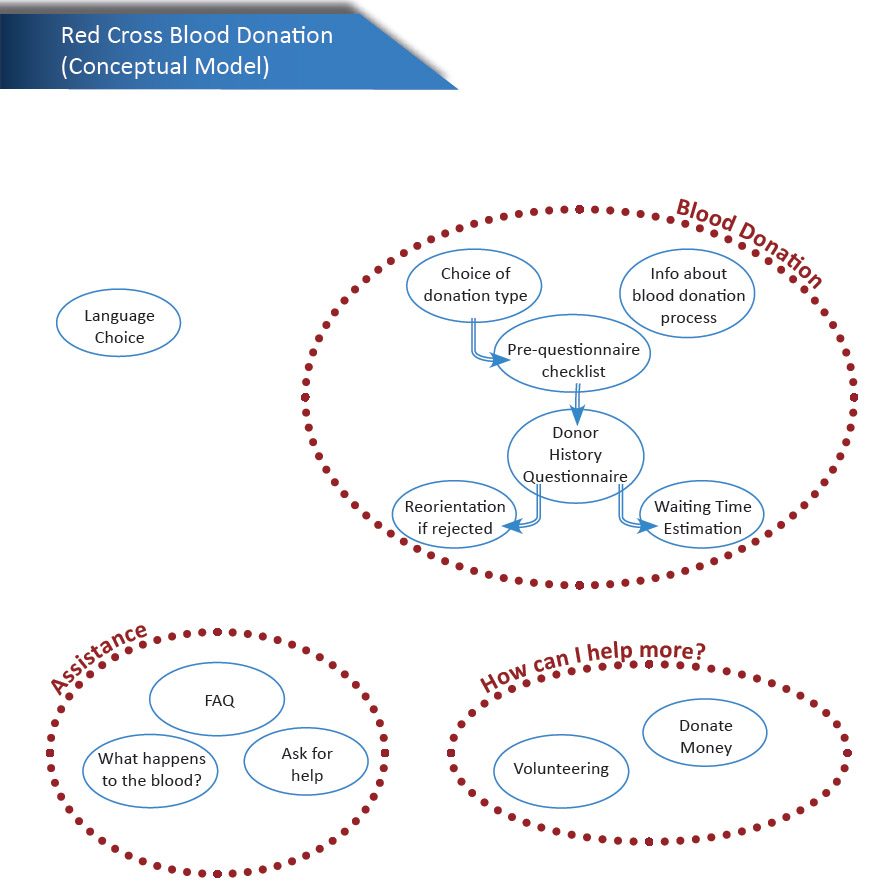 Red Cross Blood Donation
(Conceptual Model)
Blood Donation
Choice of
donation type
Info about
blood donation
process
Language
Choice
Pre-questionnaire
checklist
Donor
History
Questionnaire
Reorientation
if rejected
Waiting Time
Estimation
Assistance
FAQ
What happens
to the blood?
Ask for
help
How can I help more?
Donate
Money
Volunteering